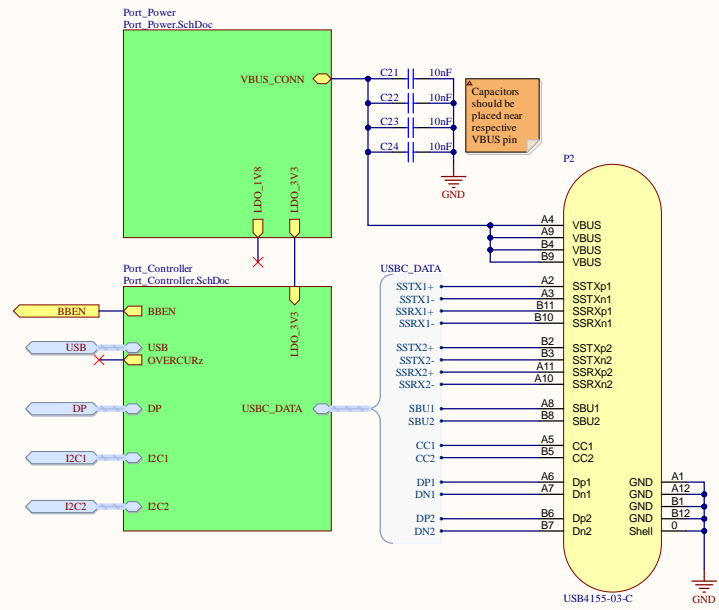 Port_Power
Port_Power.SchDoc
VBUS_CONN
LDO_1V8
LDO_3V3
C21 10nF
C22 10nF
C23 10nF
C24 10nF
GND
Capacitors
should be
placed near
respective
VBUS pin
P2
A4 VBUS
A9 VBUS
B4 VBUS
B9 VBUS
Port_Controller
Port_Controller.SchDoc
LDO_3V3
BBEN BBEN
USB USB
OVERCURz
DP DP
I2C1 I2C1
I2C2 I2C2
USBC_DATA
USBC_DATA
SSTX1+ A2 SSTXp1
SSTX1- A3 SSTXn1
SSRX1+ B11 SSRXp1
SSRX1- B10 SSRXn1
SSTX2+ B2 SSTXp2
SSTX2- B3 SSTXn2
SSRX2+ A11 SSRXp2
SSRX2- A10 SSRXn2
SBU1 A8 SBU1
SBU2 B8 SBU2
CC1 A5 CC1
CC2 B5 CC2
DP1 A6 Dp1 GND A1
DN1 A7 Dn1 GND A12
GND B1
DP2 B6 Dp2 GND B12
DN2 B7 Dn2 Shell 0
USB4155-03-C
GND